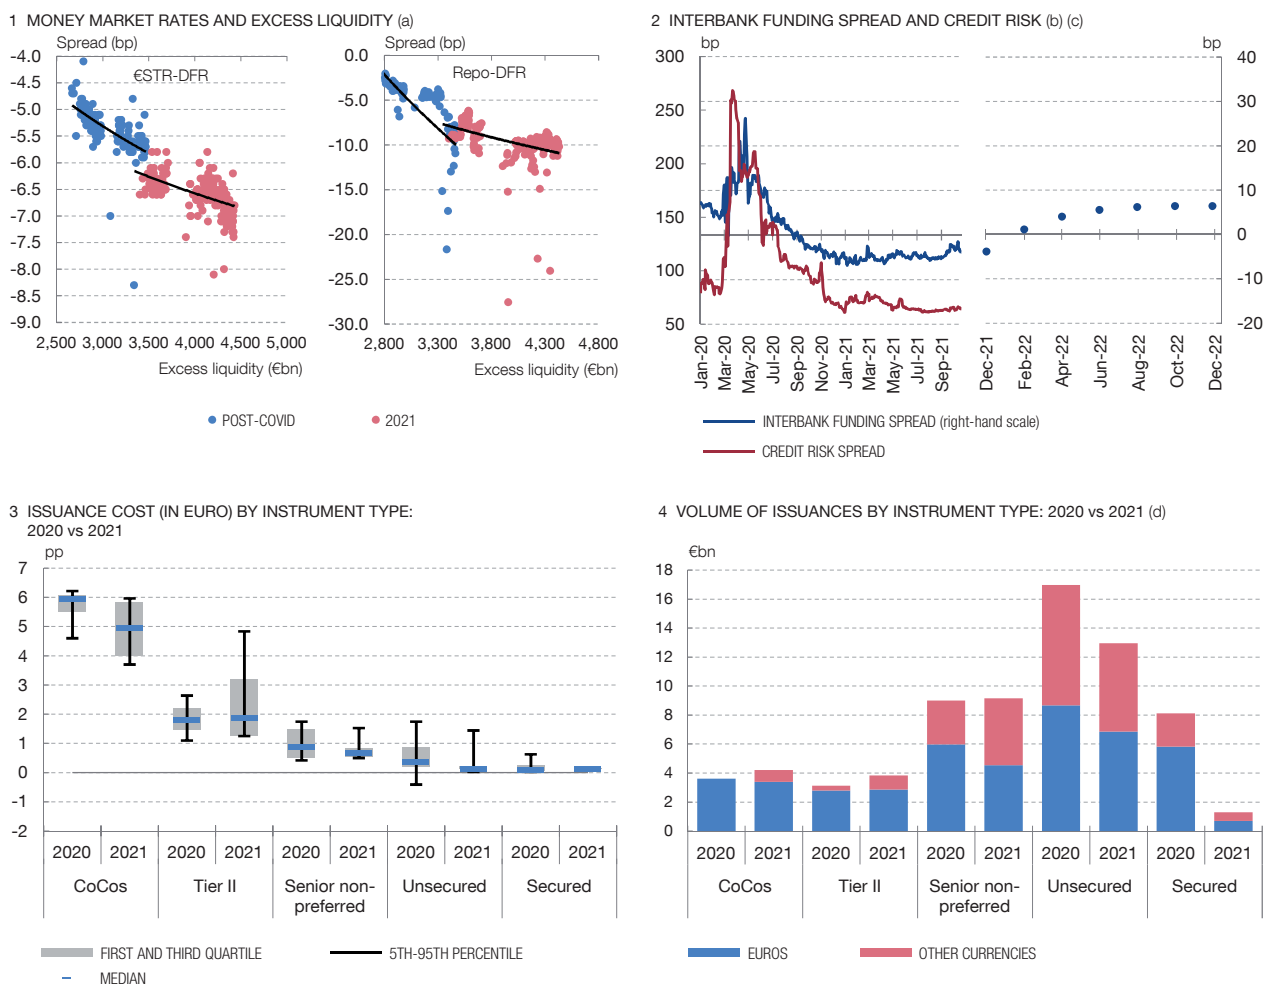 1 MONEY MARKET RATES AND EXCESS LIQUIDITY (a)
Spread (bp)
€STR-DFR
-4.0
-4.5
-5.0
-5.5
-6.0
-6.5
-7.0
-7.5
-8.0
-8.5
-9.0
2,500 3,000 3,500 4,000 4,500 5,000
Excess liquidity (€bn)
Spread (bp)
Repo-DFR
0.0
-5.0
-10.0
-15.0
-20.0
-25.0
-30.0
2,800 3,300 3,800 4,300 4,800
Excess liquidity (€bn)
POST-COVID 2021
2 INTERBANK FUNDING SPREAD AND CREDIT RISK (b) (c)
bp
300
250
200
150
100
50
bp
40
30
20
10
0
-10
-20
Jan-20
Mar-20
May-20
Jul-20
Sep-20
Nov-20
Jan-21
Mar-21
May-21
Jul-21
Sep-21
Dec-21
Feb-22
Apr-22
Jun-22
Aug-22
Oct-22
Dec-22
INTERBANK FUNDING SPREAD (right-hand scale)
CREDIT RISK SPREAD
3 ISSUANCE COST (IN EURO) BY INSTRUMENT TYPE:
2020 vs 2021
pp
7
6
5
4
3
2
1
0
-1
-2
2020 2021 2020 2021 2020 2021 2020 2021 2020 2021
CoCos Tier II Senior non- Unsecured Secured
preferred
FIRST AND THIRD QUARTILE 5TH-95TH PERCENTILE
MEDIAN
4 VOLUME OF ISSUANCES BY INSTRUMENT TYPE: 2020 vs 2021 (d)
€bn
18
16
14
12
10
8
6
4
2
0
2020 2021 2020 2021 2020 2021 2020 2021 2020 2021
CoCos Tier II Senior non- Unsecured Secured
preferred
EUROS OTHER CURRENCIES